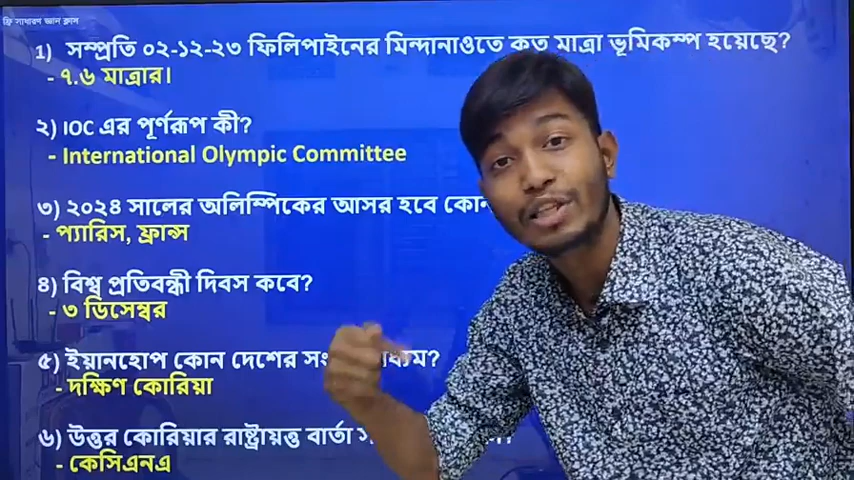 ফ্রি সাধারণ জ্ঞান ক্লাস
১) সম্প্রতি ০২-১২-২৩ ফিলিপাইনের মিন্দানাওতে কত মাত্রা ভূমিকম্প হয়েছে?
- ৭.৬ মাত্রার।
২) IOC এর পূর্ণরূপ কী?
- International Olympic Committee
৩) ২০২৪ সালের অলিম্পিকের আসর হবে
- প্যারিস, ফ্রান্স
৪) বিশ্ব প্রতিবন্ধী দিবস কবে?
- ৩ ডিসেম্বর
৫) ইয়ানহোপ কোন দেশের
- দক্ষিণ কোরিয়া
৬) উত্তর কোরিয়ার রাষ্ট্রায়ত্ত বার্তা
- কেসিএনএ